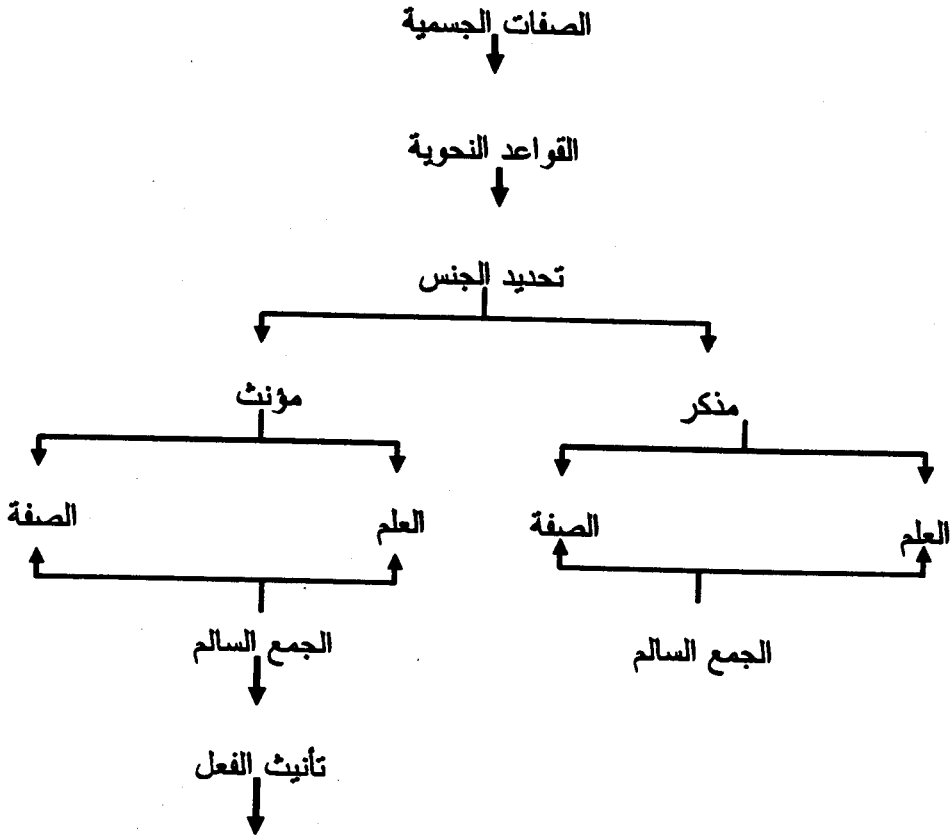 الصفات الجسمية
القواعد النحوية
تحديد الجنس
مذكر
مؤنث
العلم
الصفة
العلم
الصفة
الجمع السالم
الجمع السالم
تأنيث الفعل